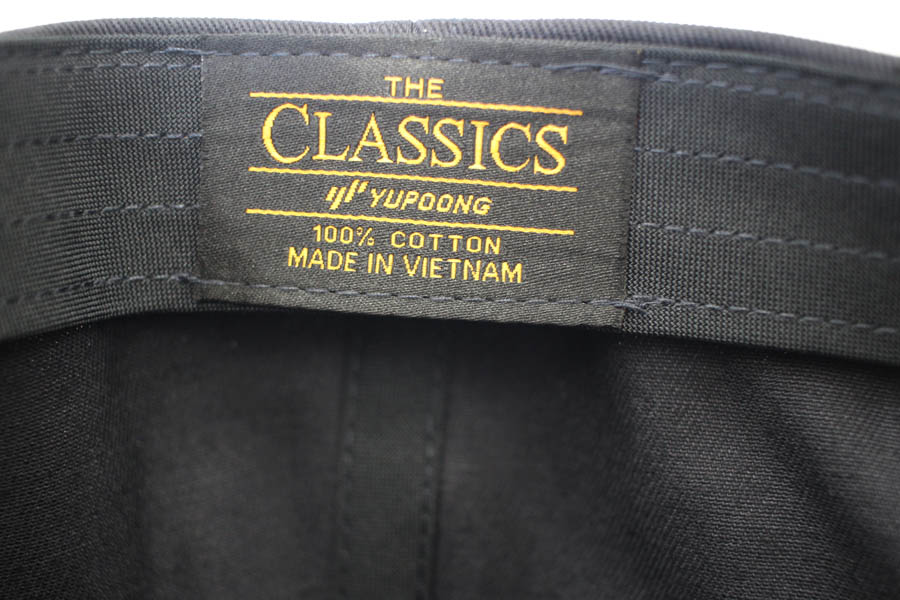 THE
CLASSICS
YUPOONG
100% COTTON
MADE IN VIETNAM